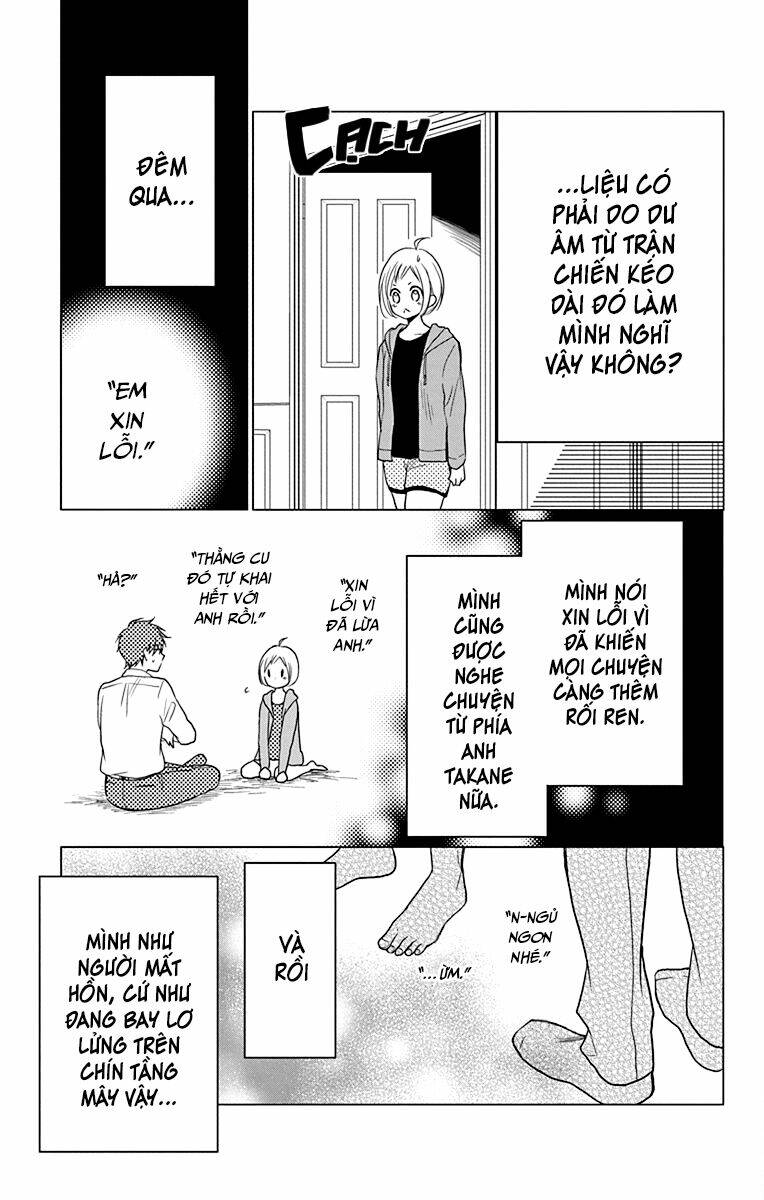 ...LIỆU CÓ
PHẢI DO DƯ
ÂM TỪ TRẬN
CHIẾN KÉO
DÀI ĐÓ LÀM
MÌNH NGHĨ
VẬY KHÔNG?
CẠCH
ĐÊM
QUA...
"EM
XIN
LỖI."
MÌNH NÓI
XIN LỖI VÌ
ĐÃ KHIẾN
MỌI CHUYỆN
CÀNG THÊM
RỐI REN.
MÌNH
CŨNG
ĐƯỢC
NGHE
CHUYỆN
TỪ PHÍA
ANH
TAKANE
NỮA.
"XIN
LỖI VÌ
ĐÃ LỪA
ANH."
"THẰNG CU
ĐÓ TỰ KHAI
HẾT VỚI
ANH RỒI."
"HẢ?"
"N-NGỦ
NGON
NHÉ."
"...ỪM."
VÀ
RỒI
MÌNH NHƯ
NGƯỜI MẤT
HỒN, CỨ NHƯ
ĐANG BAY LƠ
LỬNG TRÊN
CHÍN TẦNG
MÂY VẬY...